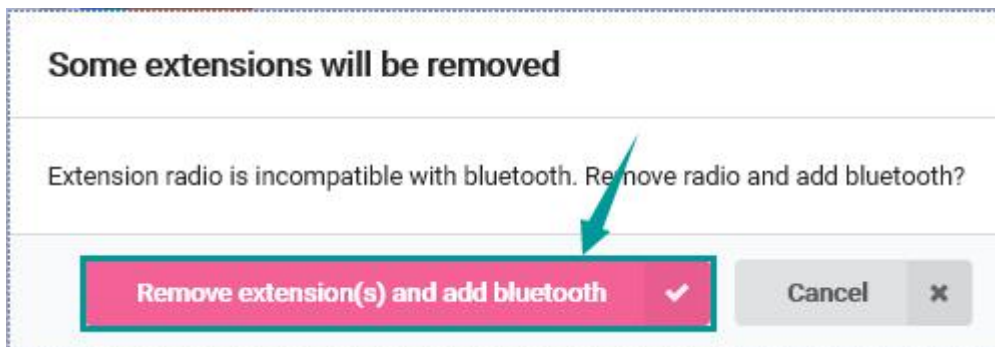 Some extensions will be removed
Extension radio is incompatible with bluetooth. Remove radio and add bluetooth?
Remove extension(s) and add bluetooth
Cancel